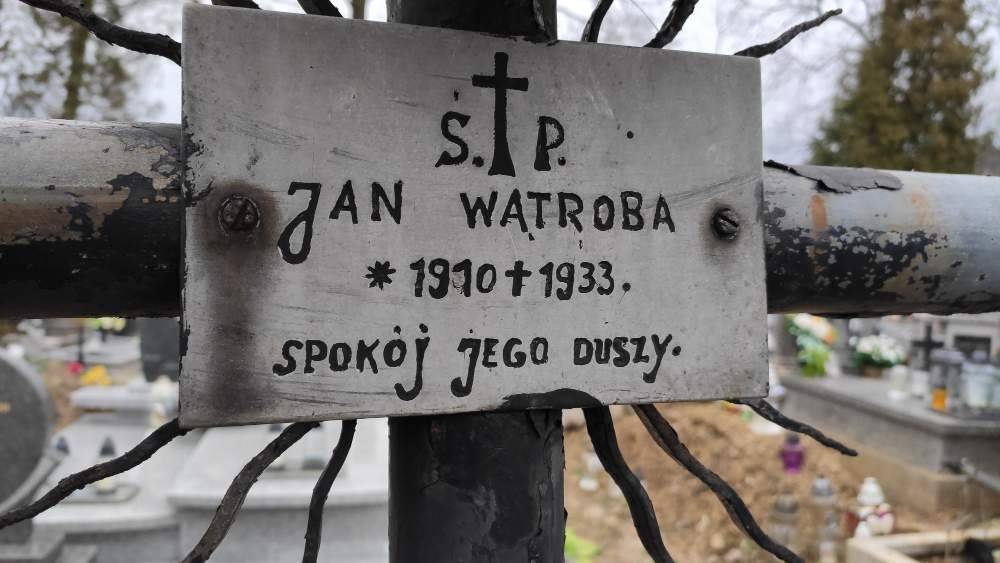 Ś. P.
JAN WĄTROBA
* 1910 † 1933.
SPOKÓJ JEGO DUSZY.